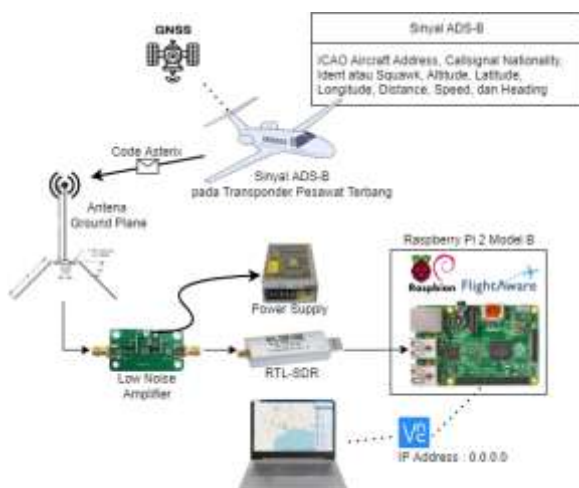 GNSS
Sinyal ADS-B
ICAO Aircraft Address, Callsignal Nationality,
Ident atau Squawk, Altitude, Latitude,
Longitude, Distance, Speed, dan Heading
Code Asterix
Sinyal ADS-B
pada Transponder Pesawat Terbang
Antena
Ground Plane
Raspberry PI 2 Model B
Raspbian
FlightAware
Power Supply
Low Noise
Amplifier
RTL-SDR
VNC
IP Address : 0.0.0.0